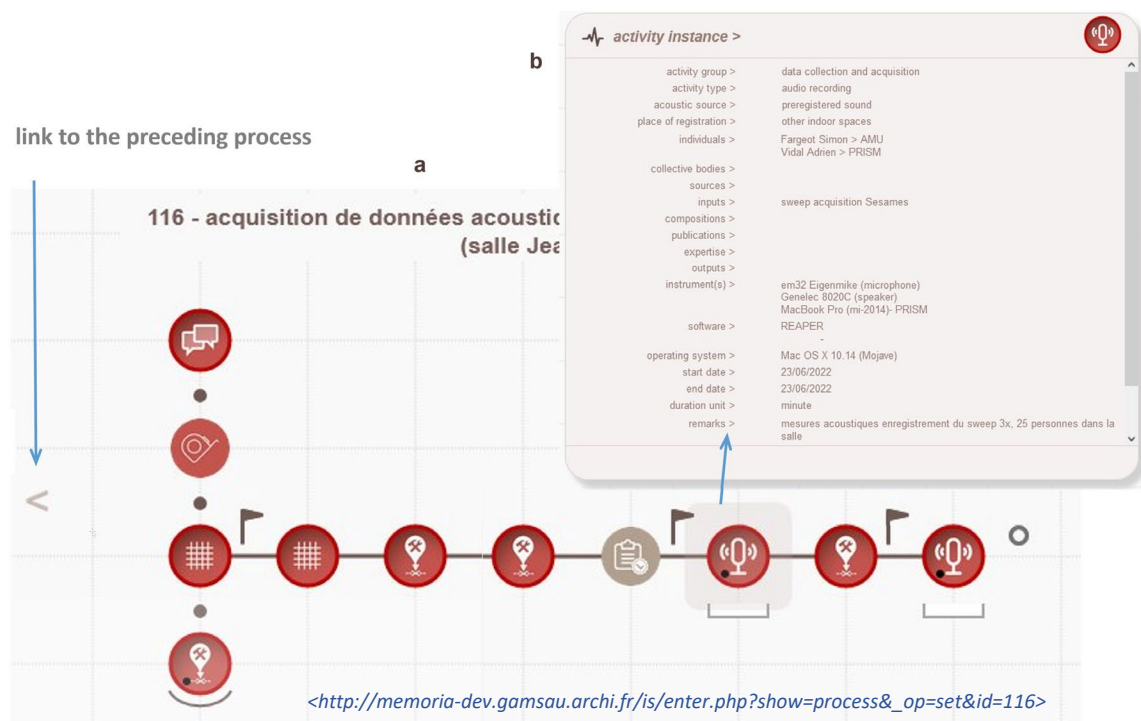 b
activity instance >
activity group > data collection and acquisition
activity type > audio recording
acoustic source > preregistered sound
place of registration > other indoor spaces
individuals > Fargeot Simon > AMU
Vidal Adrien > PRISM
collective bodies >
sources >
inputs > sweep acquisition Sesames
compositions >
publications >
expertise >
outputs >
instrument(s) > em32 Eigenmike (microphone)
Genelec 8020C (speaker)
MacBook Pro (mi-2014)- PRISM
software > REAPER
-
operating system > Mac OS X 10.14 (Mojave)
start date > 23/06/2022
end date > 23/06/2022
duration unit > minute
remarks > mesures acoustiques enregistrement du sweep 3x, 25 personnes dans la
salle
link to the preceding process
a
116 - acquisition de données acoustic
(salle Jea
<
<http://memoria-dev.gamsau.archi.fr/is/enter.php?show=process&_op=set&id=116>